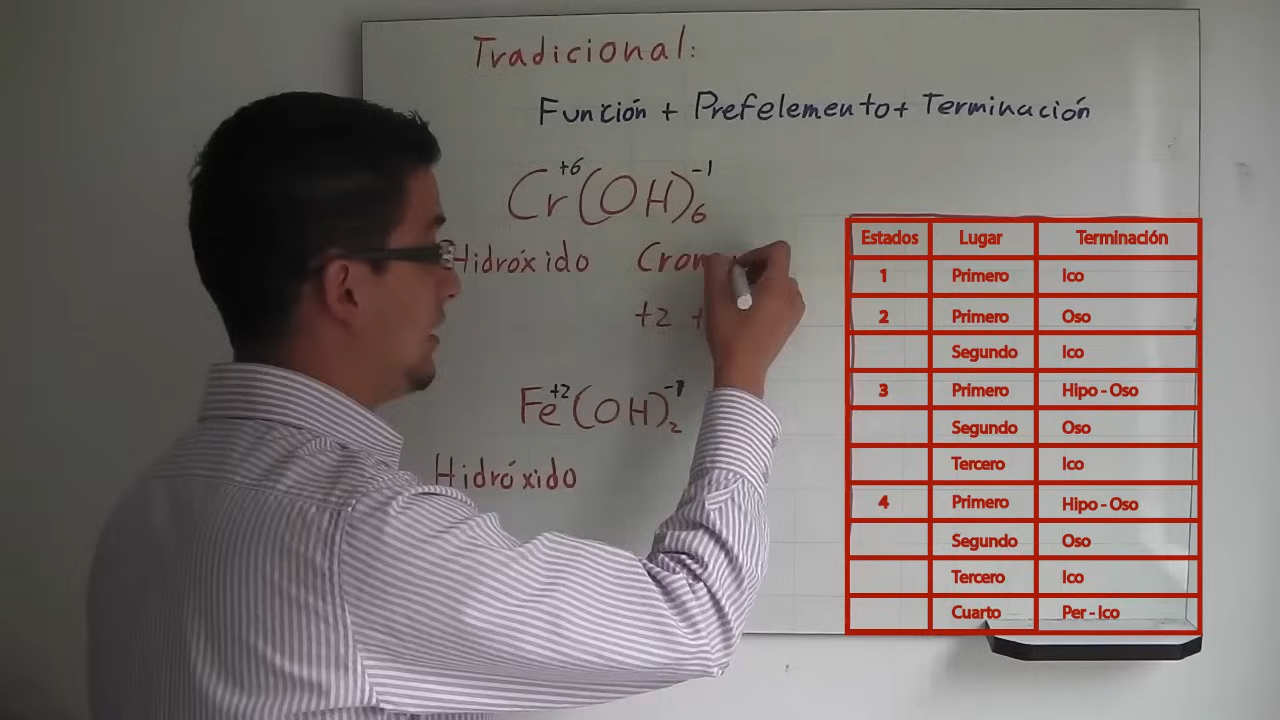 Tradicional:
Función + Prefelemento + Terminación
Cr+6(OH)6-1
Hidróxido
+2
Fe+2(OH)2-1
Hidróxido
Estados Lugar Terminación
1 Primero Ico
2 Primero Oso
Segundo Ico
3 Primero Hipo - Oso
Segundo Oso
Tercero Ico
4 Primero Hipo - Oso
Segundo Oso
Tercero Ico
Cuarto Per - Ico